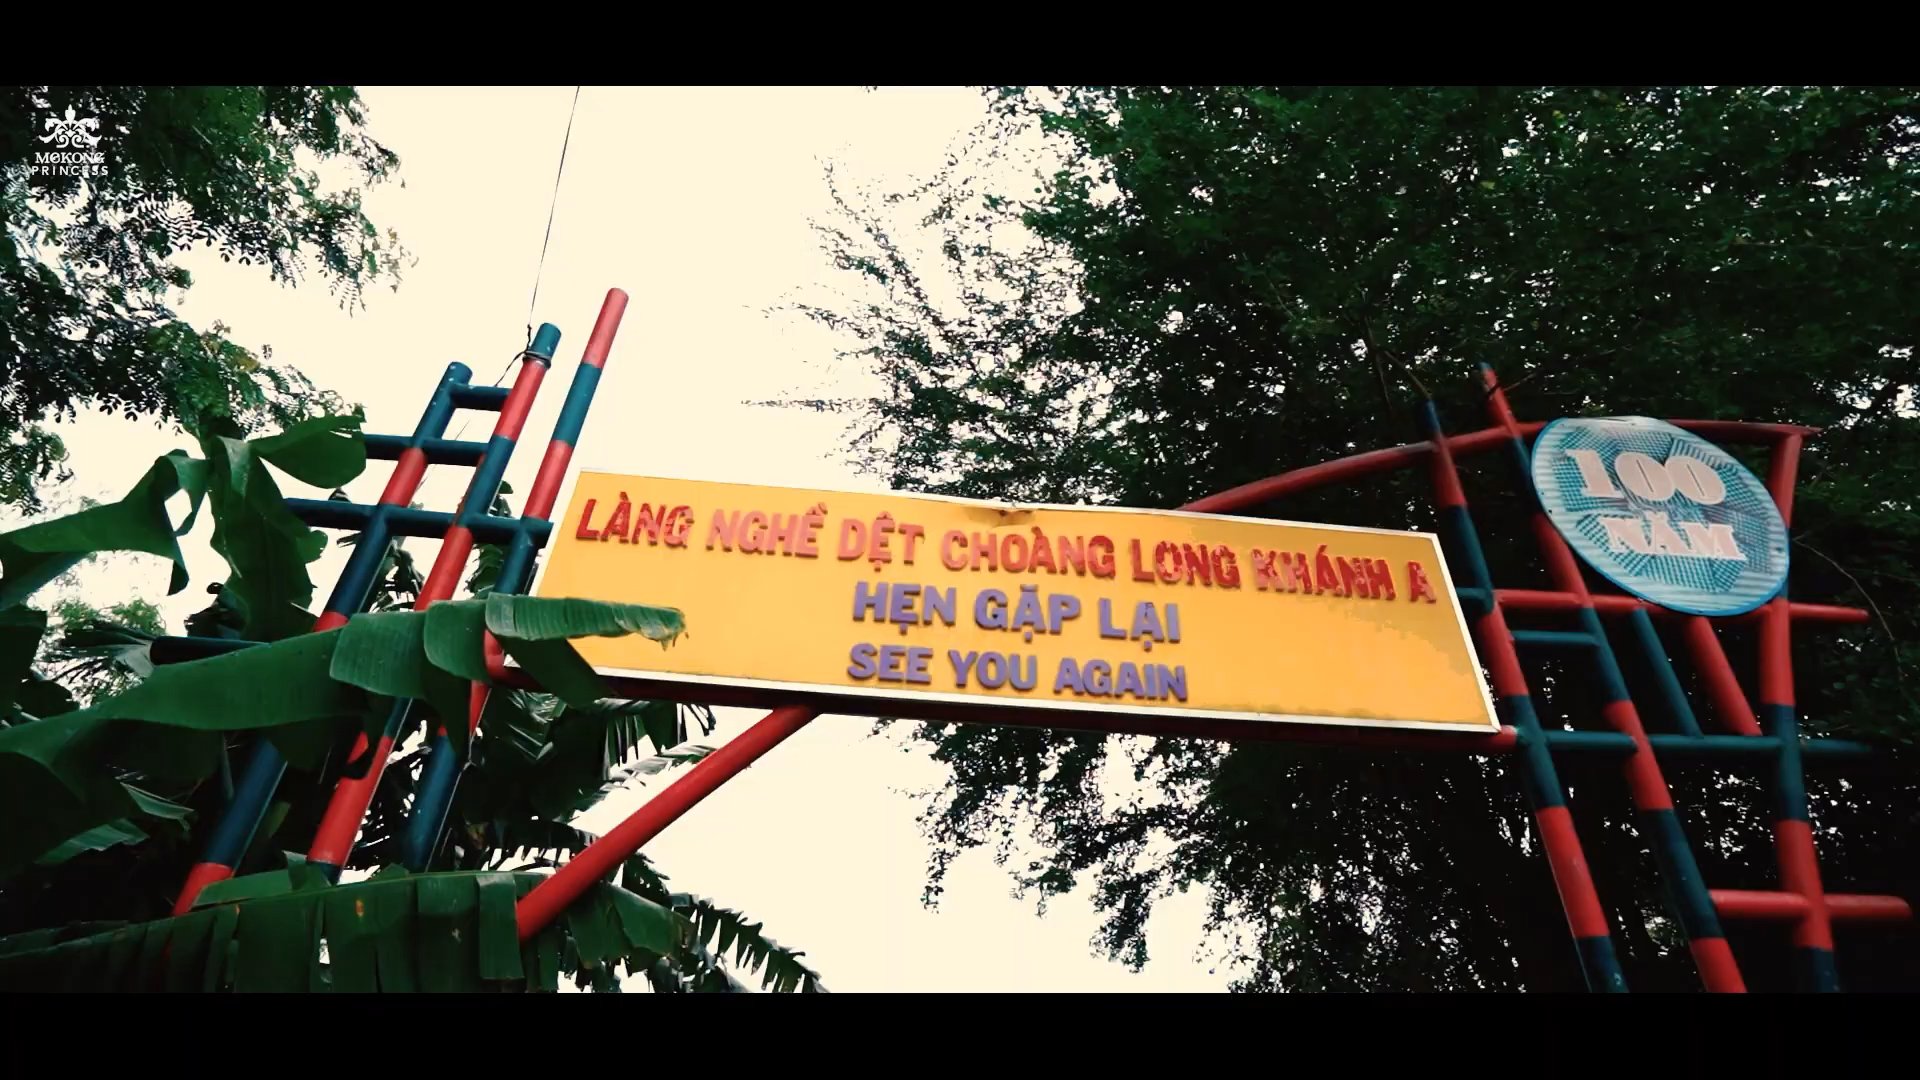 MEKONG
PRINCESS
LÀNG NGHỀ DỆT CHOÀNG LONG KHÁNH A
HẸN GẶP LẠI
SEE YOU AGAIN
100
NĂM